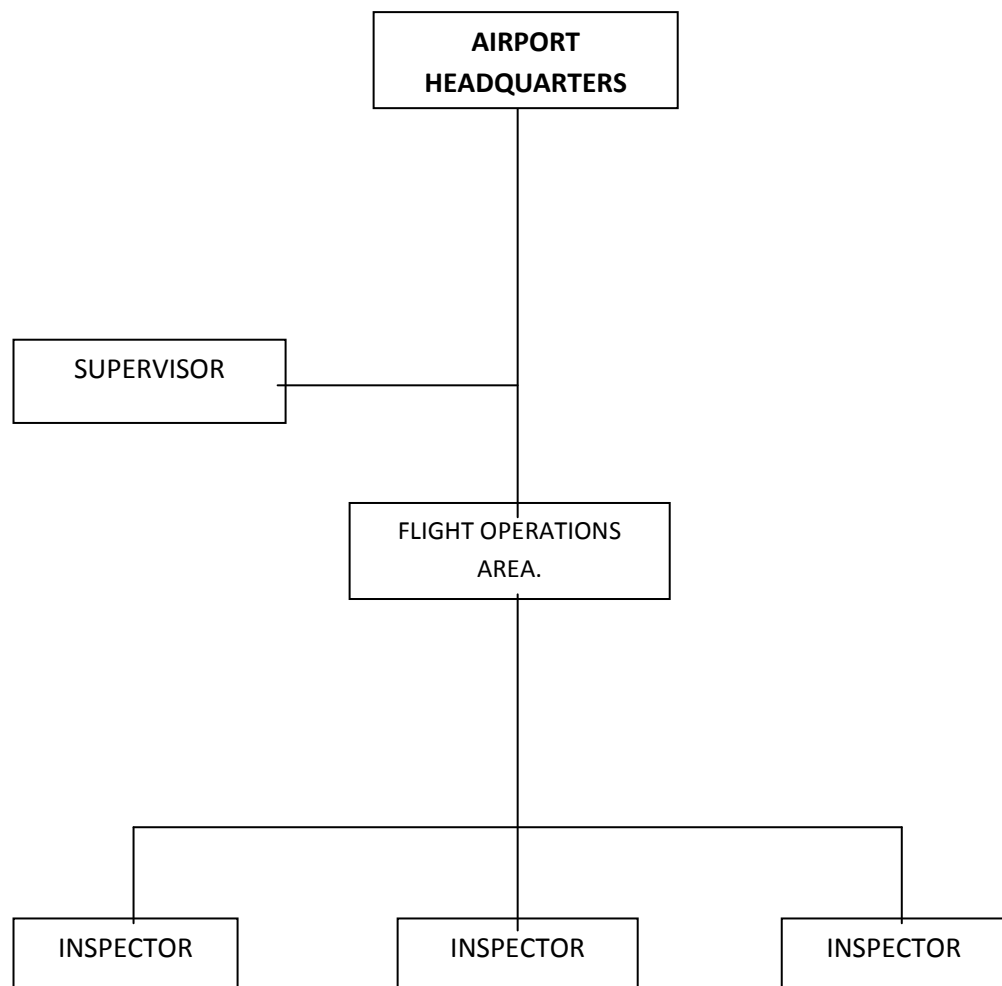 AIRPORT
HEADQUARTERS
SUPERVISOR
FLIGHT OPERATIONS
AREA.
INSPECTOR
INSPECTOR
INSPECTOR